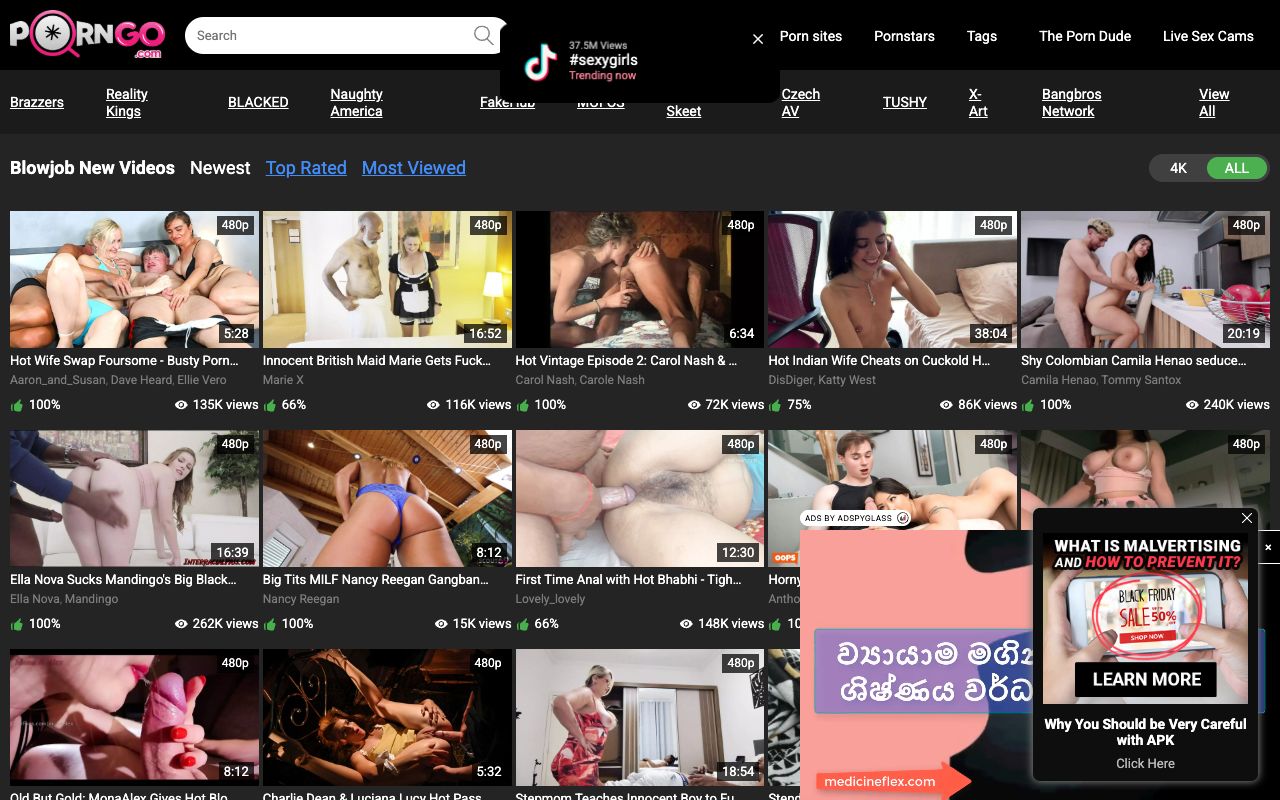 PORNGO
.com
Search
37.5M Views
#sexygirls
Trending now
Porn sites
Pornstars
Tags
The Porn Dude
Live Sex Cams
Brazzers
Reality
Kings
BLACKED
Naughty
America
FakeHub
MOFOS
Skeet
Czech
AV
TUSHY
X-
Art
Bangbros
Network
View
All
Blowjob New Videos Newest Top Rated Most Viewed
4K ALL
480p
5:28
Hot Wife Swap Foursome - Busty Porn...
Aaron_and_Susan, Dave Heard, Ellie Vero
100% 135K views
480p
16:52
Innocent British Maid Marie Gets Fuck...
Marie X
66% 116K views
480p
6:34
Hot Vintage Episode 2: Carol Nash & ...
Carol Nash, Carole Nash
100% 72K views
480p
38:04
Hot Indian Wife Cheats on Cuckold H...
DisDiger, Katty West
75% 86K views
480p
20:19
Shy Colombian Camila Henao seduce...
Camila Henao, Tommy Santox
100% 240K views
480p
16:39
Ella Nova Sucks Mandingo's Big Black...
Ella Nova, Mandingo
100% 262K views
480p
8:12
Big Tits MILF Nancy Reegan Gangban...
Nancy Reegan
100% 15K views
480p
12:30
First Time Anal with Hot Bhabhi - Tigh...
Lovely_lovely
66% 148K views
480p
OOPS
Horny
Antho
10
480p
ADS BY ADSPYGLASS
ව්‍යායාම මගි
ශිෂ්ණය වර්ධ
medicineflex.com
WHAT IS MALVERTISING
AND HOW TO PREVENT IT?
BLACK FRIDAY
SALE UP TO 50%
SHOP NOW
LEARN MORE
Why You Should be Very Careful
with APK
Click Here
480p
8:12
Old But Gold: MonaAlex Gives Hot Blo...
480p
5:32
Charlie Dean & Luciana Lucy Hot Pass...
480p
18:54
Stepmom Teaches Innocent Boy to Fu...
Stend